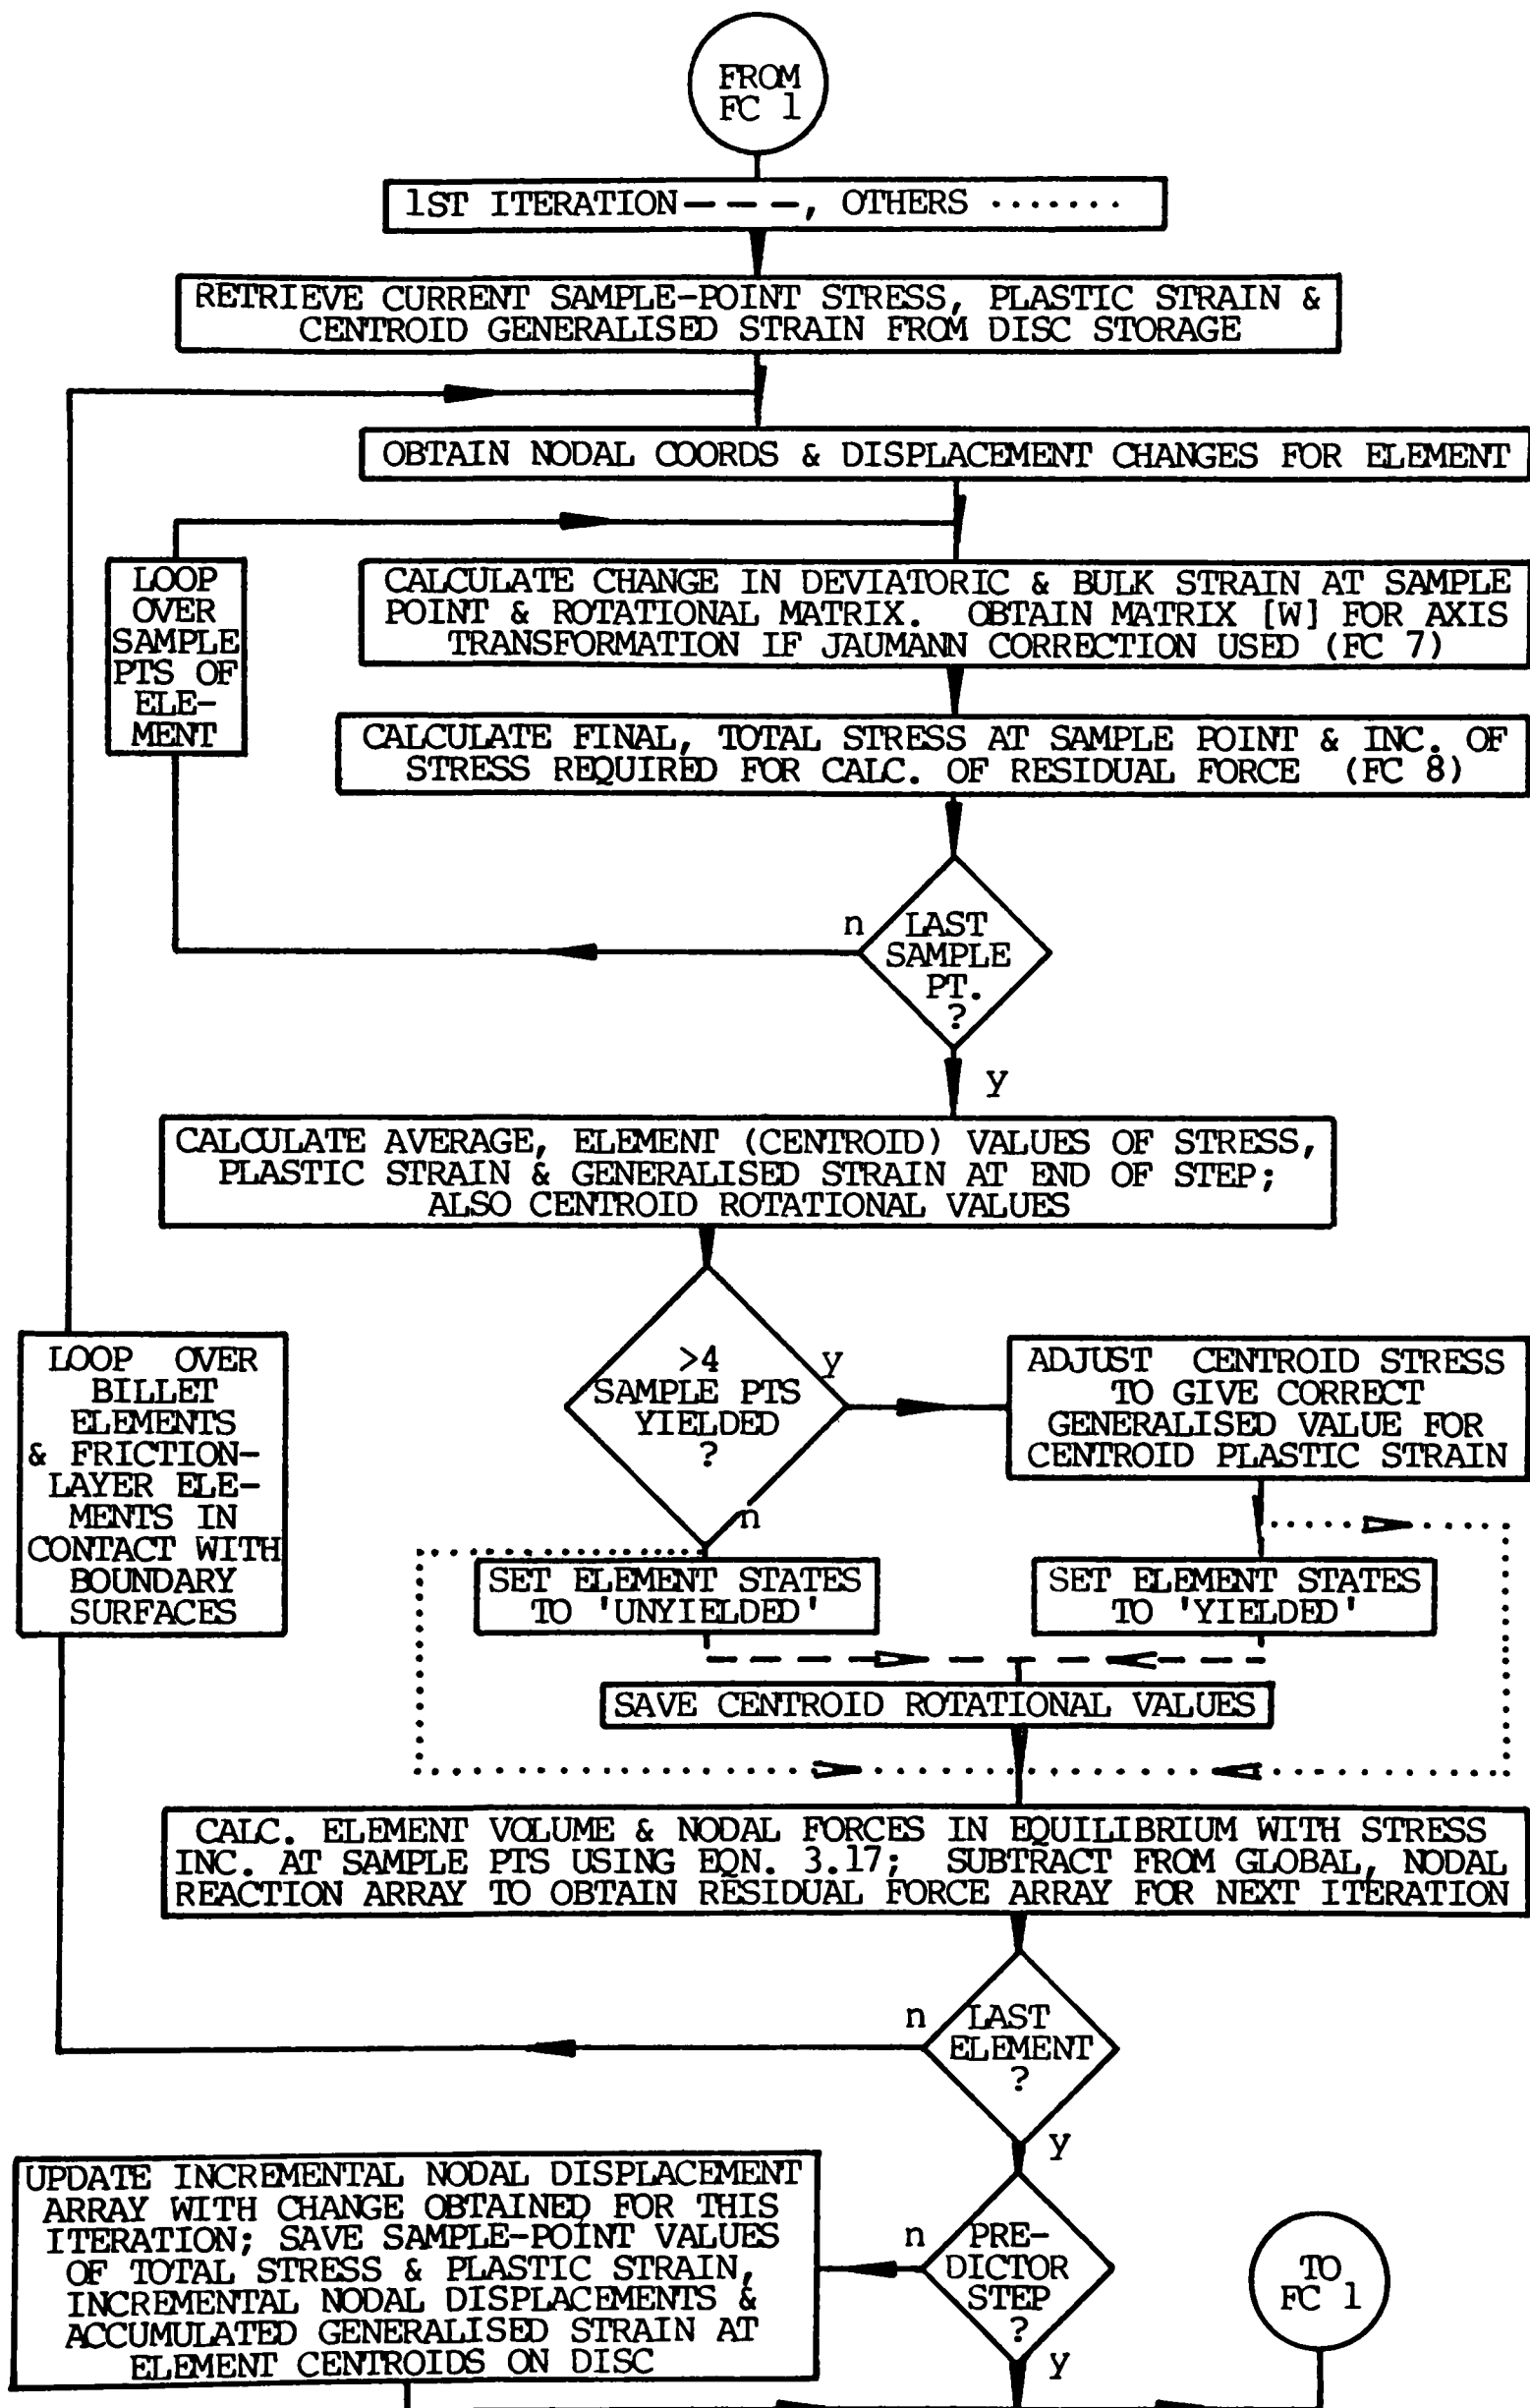 FROM
FC 1
1ST ITERATION – – –, OTHERS .......
RETRIEVE CURRENT SAMPLE-POINT STRESS, PLASTIC STRAIN &
CENTROID GENERALISED STRAIN FROM DISC STORAGE
OBTAIN NODAL COORDS & DISPLACEMENT CHANGES FOR ELEMENT
LOOP
OVER
SAMPLE
PTS OF
ELE-
MENT
CALCULATE CHANGE IN DEVIATORIC & BULK STRAIN AT SAMPLE
POINT & ROTATIONAL MATRIX. OBTAIN MATRIX [W] FOR AXIS
TRANSFORMATION IF JAUMANN CORRECTION USED (FC 7)
CALCULATE FINAL, TOTAL STRESS AT SAMPLE POINT & INC. OF
STRESS REQUIRED FOR CALC. OF RESIDUAL FORCE (FC 8)
n
LAST
SAMPLE
PT.
?
y
CALCULATE AVERAGE, ELEMENT (CENTROID) VALUES OF STRESS,
PLASTIC STRAIN & GENERALISED STRAIN AT END OF STEP;
ALSO CENTROID ROTATIONAL VALUES
LOOP OVER
BILLET
ELEMENTS
& FRICTION-
LAYER ELE-
MENTS IN
CONTACT WITH
BOUNDARY
SURFACES
>4
SAMPLE PTS
YIELDED
?
y
n
ADJUST CENTROID STRESS
TO GIVE CORRECT
GENERALISED VALUE FOR
CENTROID PLASTIC STRAIN
SET ELEMENT STATES
TO 'UNYIELDED'
SET ELEMENT STATES
TO 'YIELDED'
SAVE CENTROID ROTATIONAL VALUES
CALC. ELEMENT VOLUME & NODAL FORCES IN EQUILIBRIUM WITH STRESS
INC. AT SAMPLE PTS USING EQN. 3.17; SUBTRACT FROM GLOBAL, NODAL
REACTION ARRAY TO OBTAIN RESIDUAL FORCE ARRAY FOR NEXT ITERATION
n
LAST
ELEMENT
?
y
UPDATE INCREMENTAL NODAL DISPLACEMENT
ARRAY WITH CHANGE OBTAINED FOR THIS
ITERATION; SAVE SAMPLE-POINT VALUES
OF TOTAL STRESS & PLASTIC STRAIN,
INCREMENTAL NODAL DISPLACEMENTS &
ACCUMULATED GENERALISED STRAIN AT
ELEMENT CENTROIDS ON DISC
n
PRE-
DICTOR
STEP
?
y
TO
FC 1